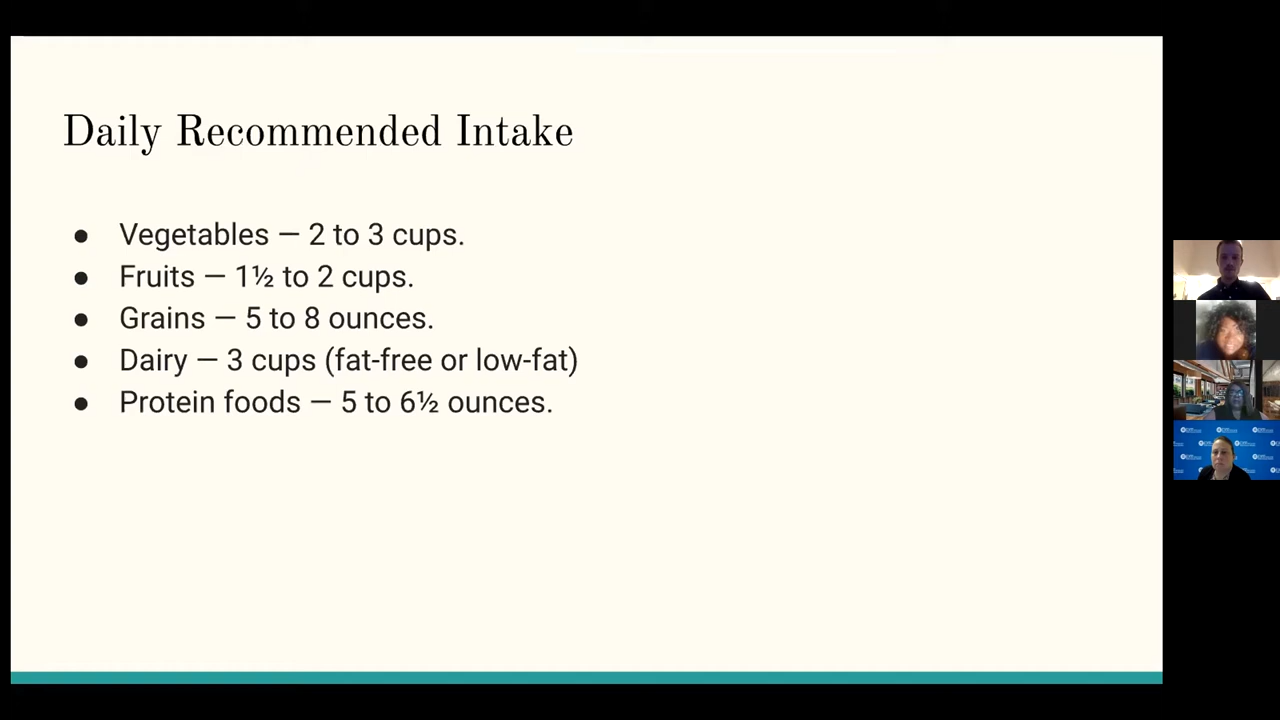 Daily Recommended Intake
● Vegetables — 2 to 3 cups.
● Fruits — 1½ to 2 cups.
● Grains — 5 to 8 ounces.
● Dairy — 3 cups (fat-free or low-fat)
● Protein foods — 5 to 6½ ounces.